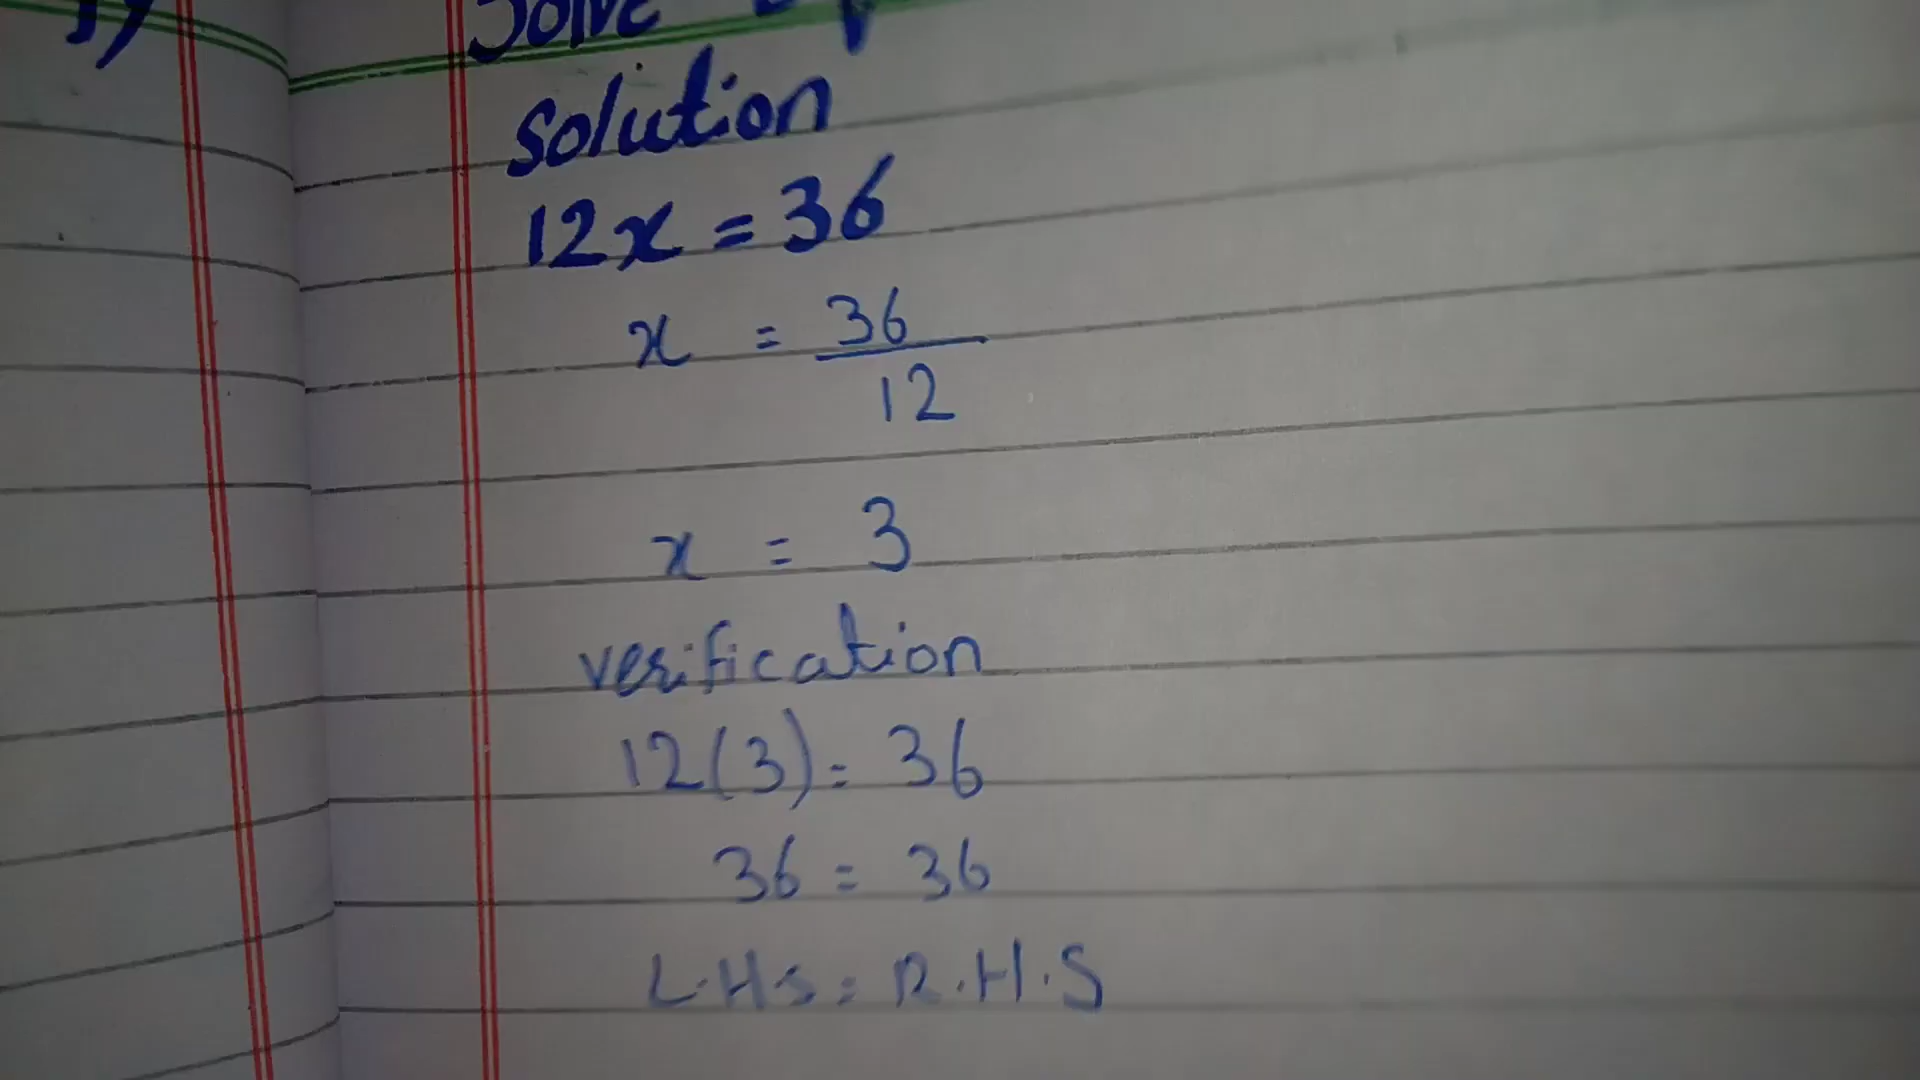 Solve
Solution
12x = 36
x = 36/12
x = 3
verification
12(3) = 36
36 = 36
L.H.S = R.H.S